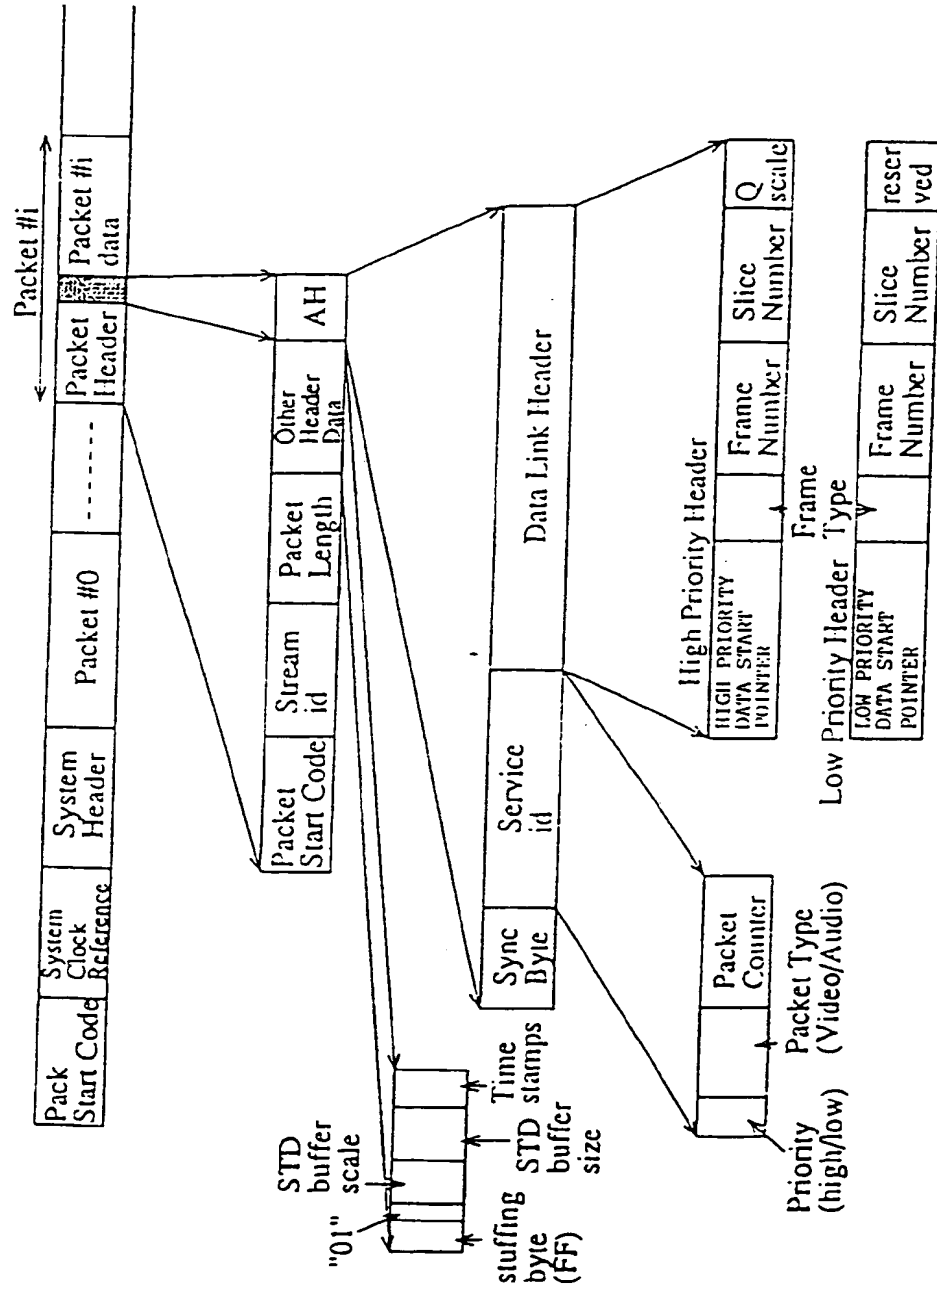 Packet #i
Pack
Start Code
System
Clock
Reference
System
Header
Packet #0
-------
Packet
Header
Packet #i
data
Packet
Start Code
Stream
id
Packet
Length
Other
Header
Data
AH
STD
buffer
scale
"01"
stuffing
byte
(FF)
STD
buffer
size
Time
stamps
Sync
Byte
Service
id
Data Link Header
Packet
Counter
Priority
(high/low)
Packet Type
(Video/Audio)
High Priority Header
HIGH PRIORITY
DATA START
POINTER
Frame
Number
Slice
Number
Q
scale
Frame
Type
Low Priority Header
LOW PRIORITY
DATA START
POINTER
Frame
Number
Slice
Number
reser
ved